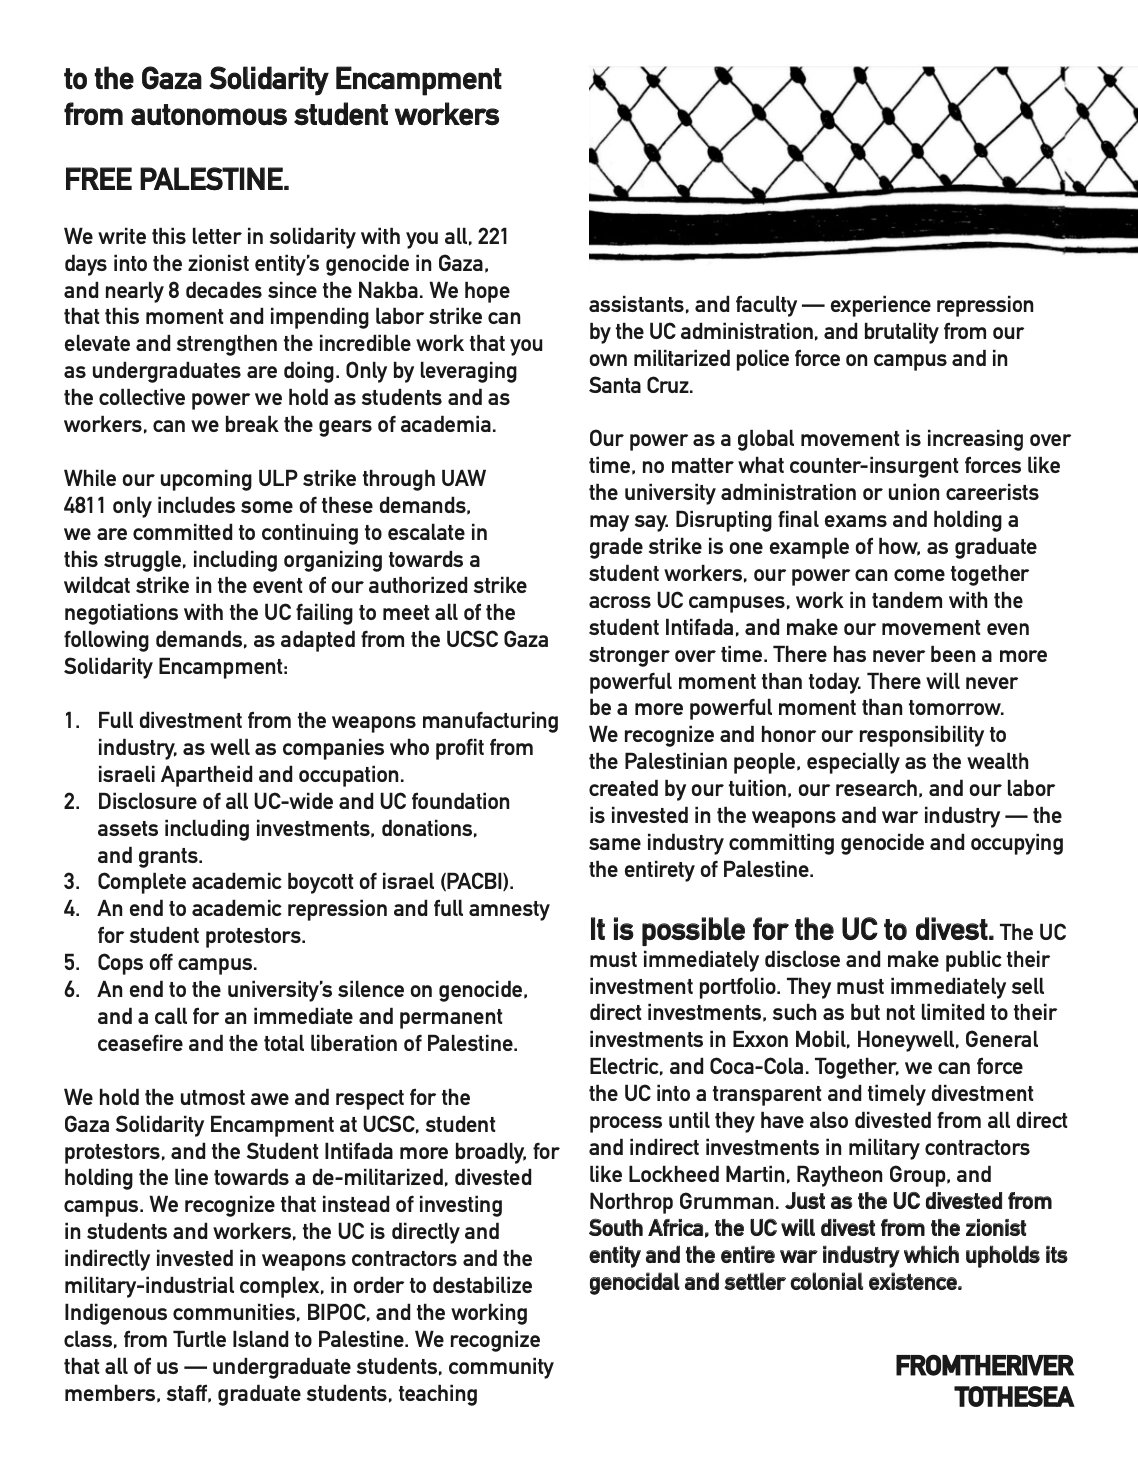 to the Gaza Solidarity Encampment
from autonomous student workers
FREE PALESTINE.
We write this letter in solidarity with you all, 221
days into the zionist entity’s genocide in Gaza,
and nearly 8 decades since the Nakba. We hope
that this moment and impending labor strike can
elevate and strengthen the incredible work that you
as undergraduates are doing. Only by leveraging
the collective power we hold as students and as
workers, can we break the gears of academia.
While our upcoming ULP strike through UAW
4811 only includes some of these demands,
we are committed to continuing to escalate in
this struggle, including organizing towards a
wildcat strike in the event of our authorized strike
negotiations with the UC failing to meet all of the
following demands, as adapted from the UCSC Gaza
Solidarity Encampment:
1. Full divestment from the weapons manufacturing
industry, as well as companies who profit from
israeli Apartheid and occupation.
2. Disclosure of all UC-wide and UC foundation
assets including investments, donations,
and grants.
3. Complete academic boycott of israel (PACBI).
4. An end to academic repression and full amnesty
for student protestors.
5. Cops off campus.
6. An end to the university’s silence on genocide,
and a call for an immediate and permanent
ceasefire and the total liberation of Palestine.
We hold the utmost awe and respect for the
Gaza Solidarity Encampment at UCSC, student
protestors, and the Student Intifada more broadly, for
holding the line towards a de-militarized, divested
campus. We recognize that instead of investing
in students and workers, the UC is directly and
indirectly invested in weapons contractors and the
military-industrial complex, in order to destabilize
Indigenous communities, BIPOC, and the working
class, from Turtle Island to Palestine. We recognize
that all of us — undergraduate students, community
members, staff, graduate students, teaching
assistants, and faculty — experience repression
by the UC administration, and brutality from our
own militarized police force on campus and in
Santa Cruz.
Our power as a global movement is increasing over
time, no matter what counter-insurgent forces like
the university administration or union careerists
may say. Disrupting final exams and holding a
grade strike is one example of how, as graduate
student workers, our power can come together
across UC campuses, work in tandem with the
student Intifada, and make our movement even
stronger over time. There has never been a more
powerful moment than today. There will never
be a more powerful moment than tomorrow.
We recognize and honor our responsibility to
the Palestinian people, especially as the wealth
created by our tuition, our research, and our labor
is invested in the weapons and war industry — the
same industry committing genocide and occupying
the entirety of Palestine.
It is possible for the UC to divest. The UC
must immediately disclose and make public their
investment portfolio. They must immediately sell
direct investments, such as but not limited to their
investments in Exxon Mobil, Honeywell, General
Electric, and Coca-Cola. Together, we can force
the UC into a transparent and timely divestment
process until they have also divested from all direct
and indirect investments in military contractors
like Lockheed Martin, Raytheon Group, and
Northrop Grumman. Just as the UC divested from
South Africa, the UC will divest from the zionist
entity and the entire war industry which upholds its
genocidal and settler colonial existence.
FROMTHERIVER
TOTHESEA